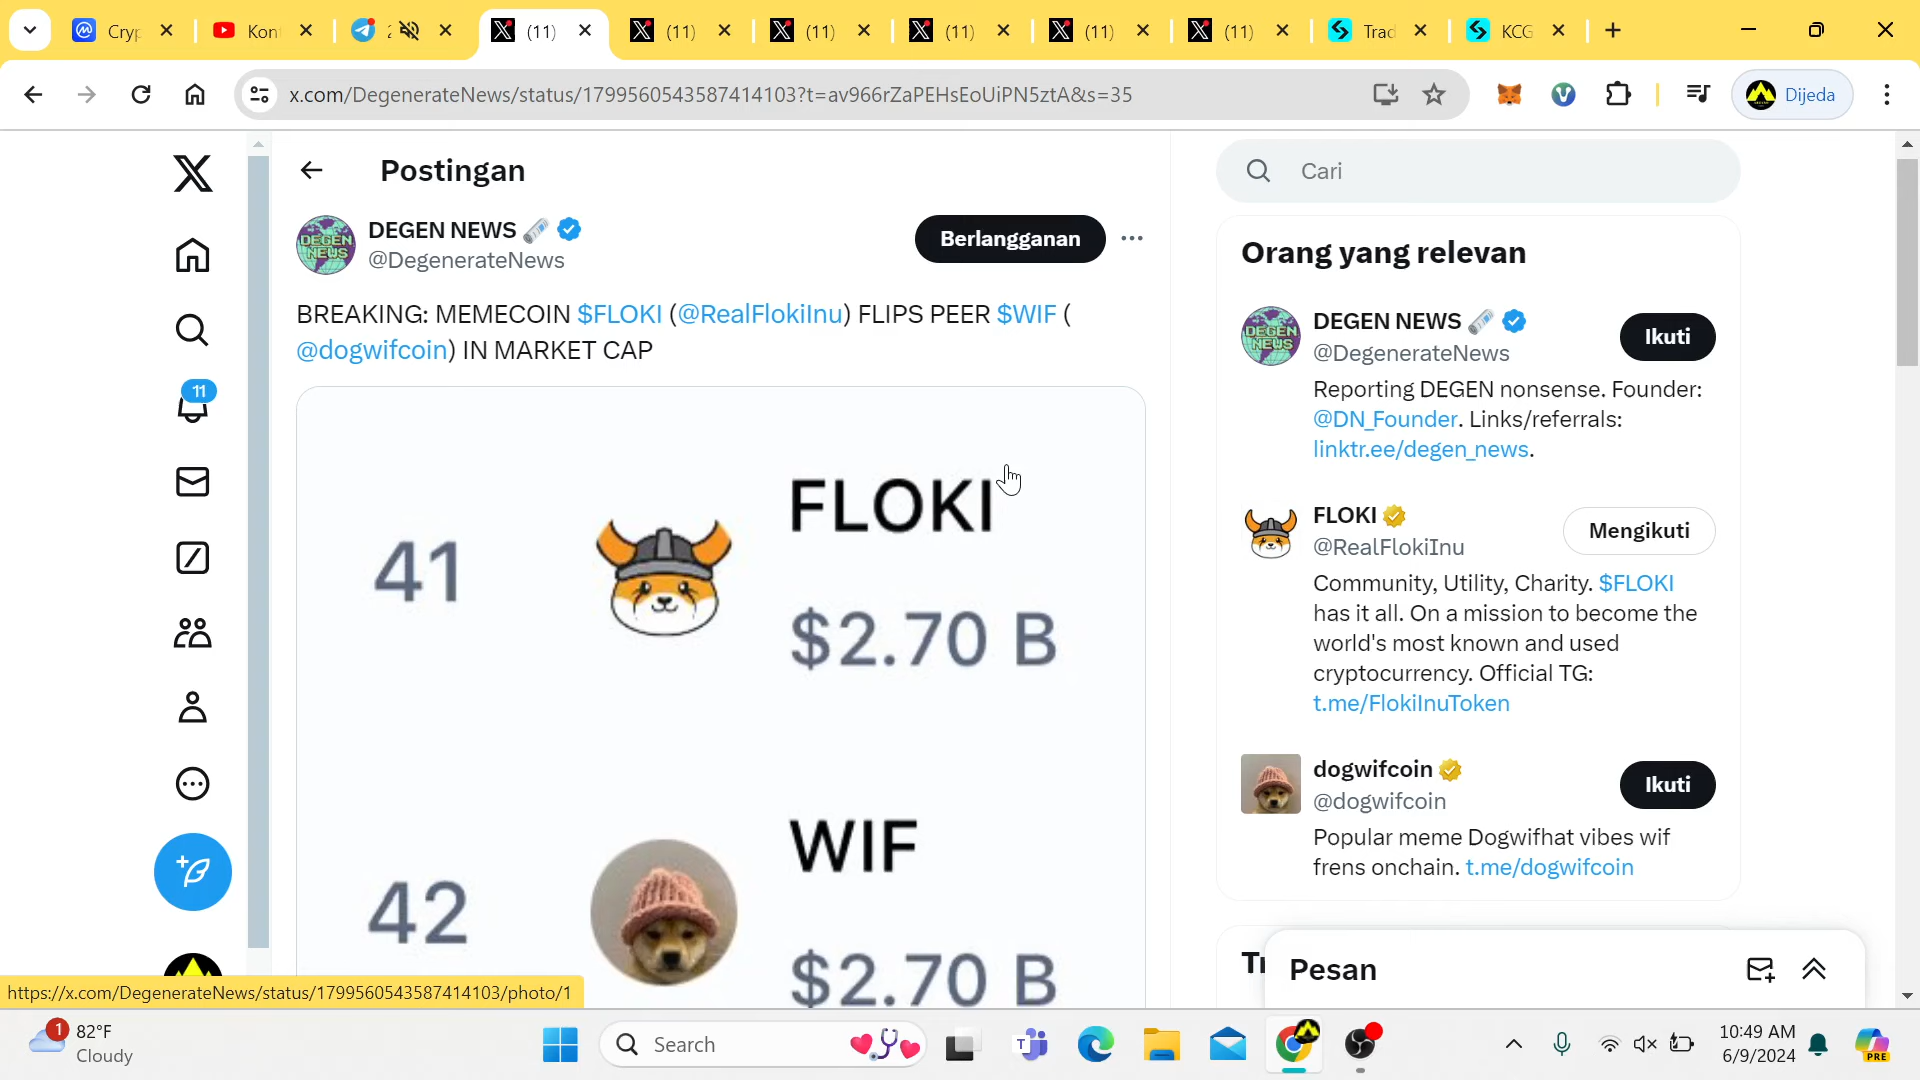 Cryp
Kon
2
(11)
(11)
(11)
(11)
(11)
(11)
Trad
KCG
x.com/DegenerateNews/status/1799560543587414103?t=av966rZaPEHsEoUiPN5ztA&s=35
Dijeda
Postingan
DEGEN NEWS
@DegenerateNews
Berlangganan
BREAKING: MEMECOIN $FLOKI (@RealFlokiInu) FLIPS PEER $WIF (
@dogwifcoin) IN MARKET CAP
41
FLOKI
$2.70 B
42
WIF
$2.70 B
11
Cari
Orang yang relevan
DEGEN NEWS
@DegenerateNews
Ikuti
Reporting DEGEN nonsense. Founder:
@DN_Founder. Links/referrals:
linktr.ee/degen_news.
FLOKI
@RealFlokiInu
Mengikuti
Community, Utility, Charity. $FLOKI
has it all. On a mission to become the
world's most known and used
cryptocurrency. Official TG:
t.me/FlokiInuToken
dogwifcoin
@dogwifcoin
Ikuti
Popular meme Dogwifhat vibes wif
frens onchain. t.me/dogwifcoin
Pesan
https://x.com/DegenerateNews/status/1799560543587414103/photo/1
1
82°F
Cloudy
Search
10:49 AM
6/9/2024
PRE